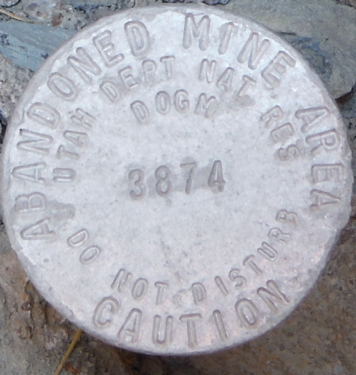 ABANDONED MINE AREA
UTAH DEPT NAT RES
DOGM
3874
DO NOT DISTURB
CAUTION